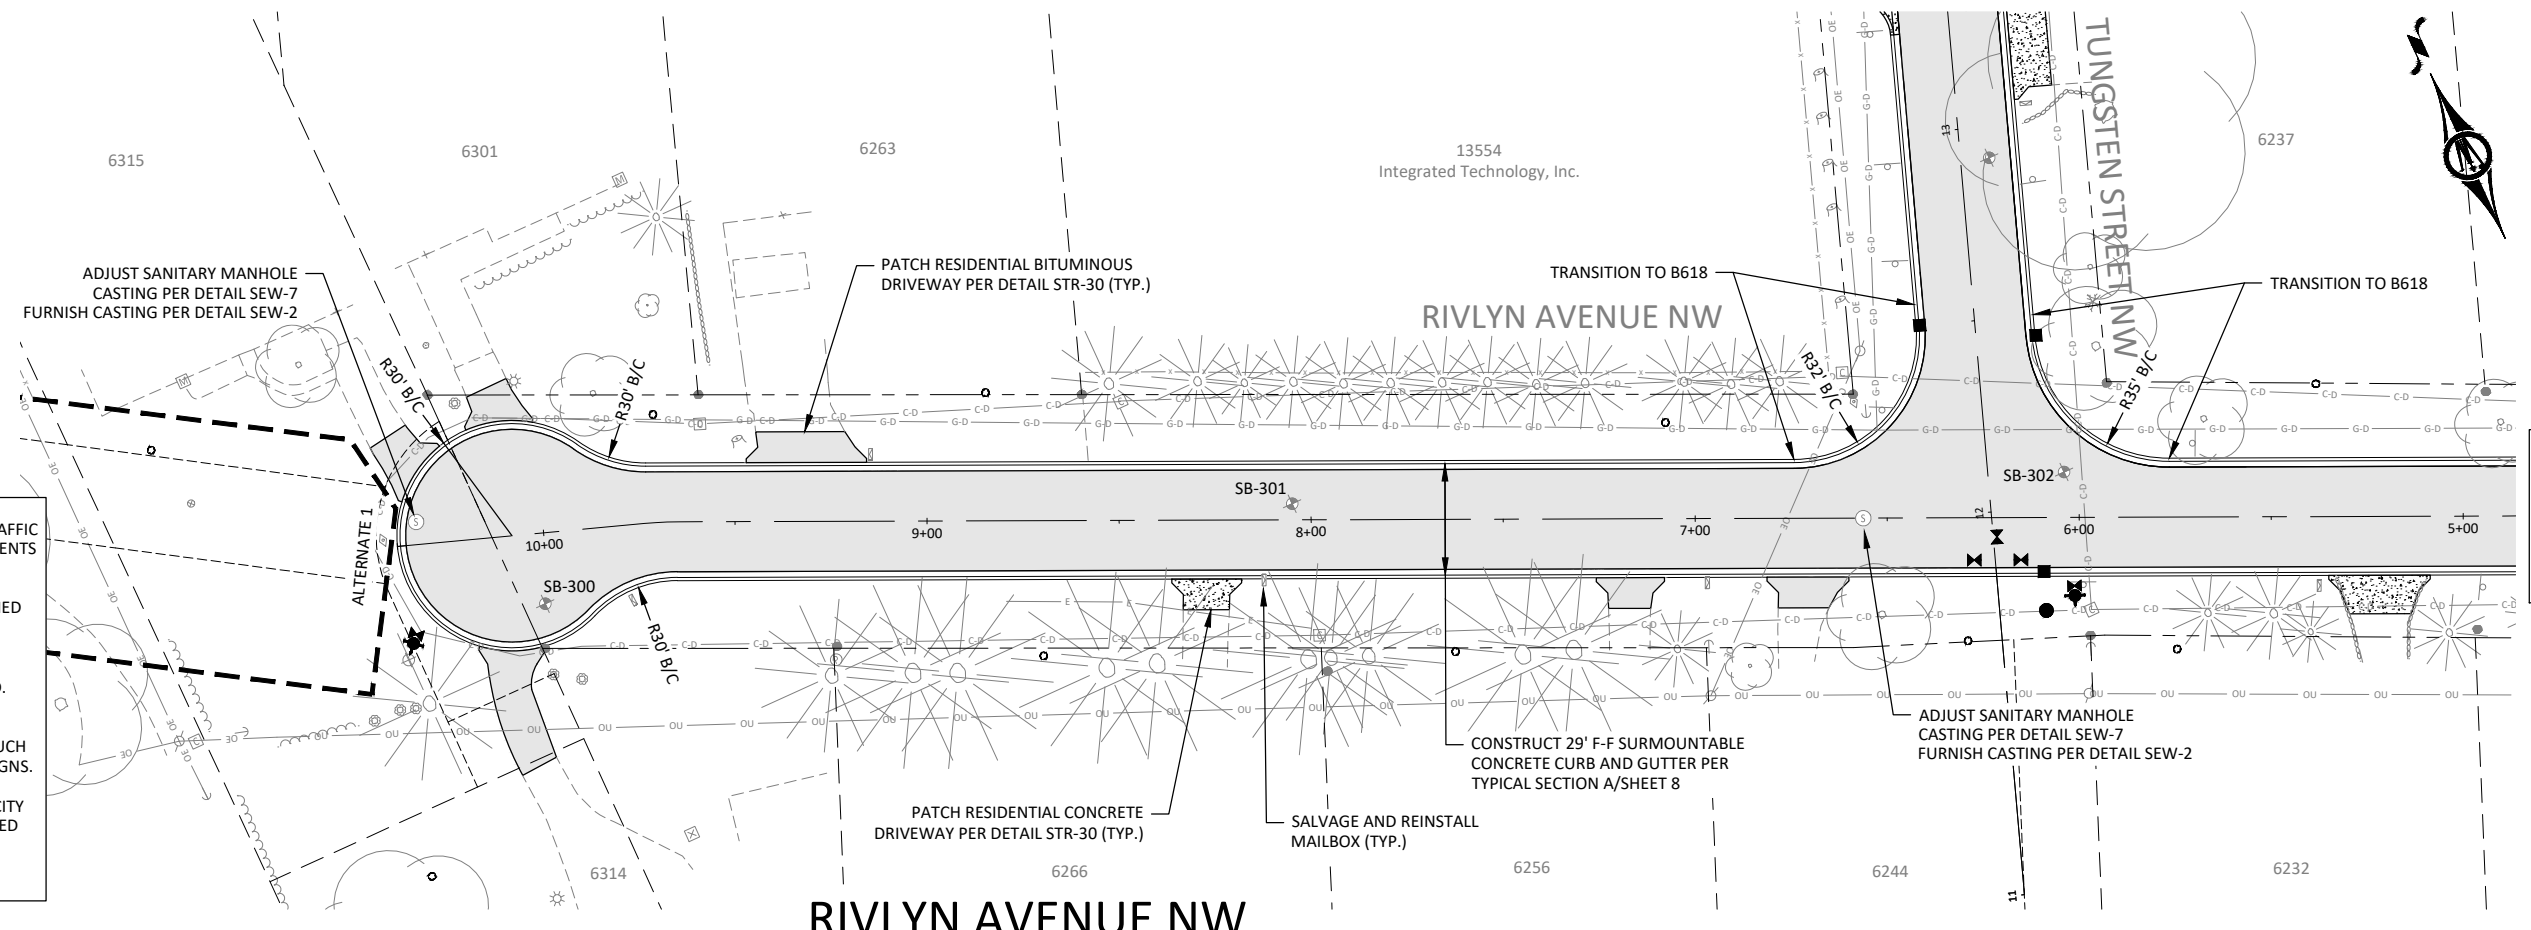 TUNGSTEN STREET NW
N
6315
6301
6263
13554
Integrated Technology, Inc.
6237
13
ADJUST SANITARY MANHOLE
CASTING PER DETAIL SEW-7
FURNISH CASTING PER DETAIL SEW-2
PATCH RESIDENTIAL BITUMINOUS
DRIVEWAY PER DETAIL STR-30 (TYP.)
TRANSITION TO B618
TRANSITION TO B618
RIVLYN AVENUE NW
R30' B/C
R30' B/C
R32' B/C
R35' B/C
ALTERNATE 1
SB-301
SB-302
12
10+00
9+00
8+00
7+00
6+00
5+00
SB-300
R30' B/C
ADJUST SANITARY MANHOLE
CASTING PER DETAIL SEW-7
FURNISH CASTING PER DETAIL SEW-2
CONSTRUCT 29' F-F SURMOUNTABLE
CONCRETE CURB AND GUTTER PER
TYPICAL SECTION A/SHEET 8
PATCH RESIDENTIAL CONCRETE
DRIVEWAY PER DETAIL STR-30 (TYP.)
SALVAGE AND REINSTALL
MAILBOX (TYP.)
6314
6266
6256
6244
6232
11
RIVLYN AVENUE NW